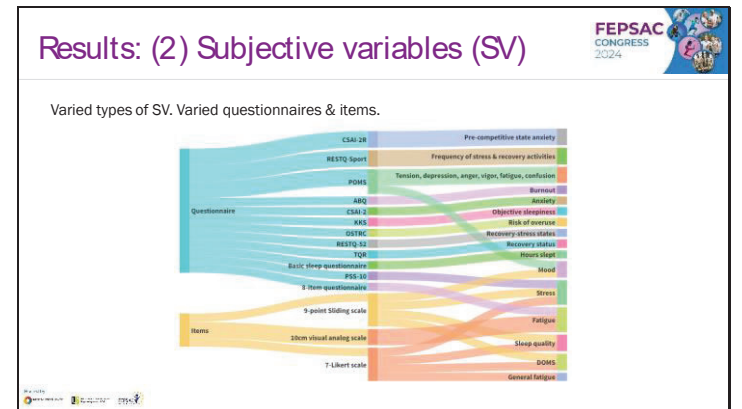 Results: (2) Subjective variables (SV)
FEPSAC
CONGRESS
2024
Varied types of SV. Varied questionnaires & items.
CSAI-2R
Pre-competitive state anxiety
RESTQ-Sport
Frequency of stress & recovery activities
POMS
Tension, depression, anger, vigor, fatigue, confusion
Burnout
ABQ
Anxiety
Questionnaire
CSAI-2
Objective sleepiness
KKS
Risk of overuse
OSTRC
Recovery-stress states
RESTQ-52
Recovery status
TQR
Hours slept
Basic sleep questionnaire
Mood
PSS-10
3-item questionnaire
Stress
9-point Sliding scale
Fatigue
Items
10cm visual analog scale
Sleep quality
7-Likert scale
DOMS
General fatigue